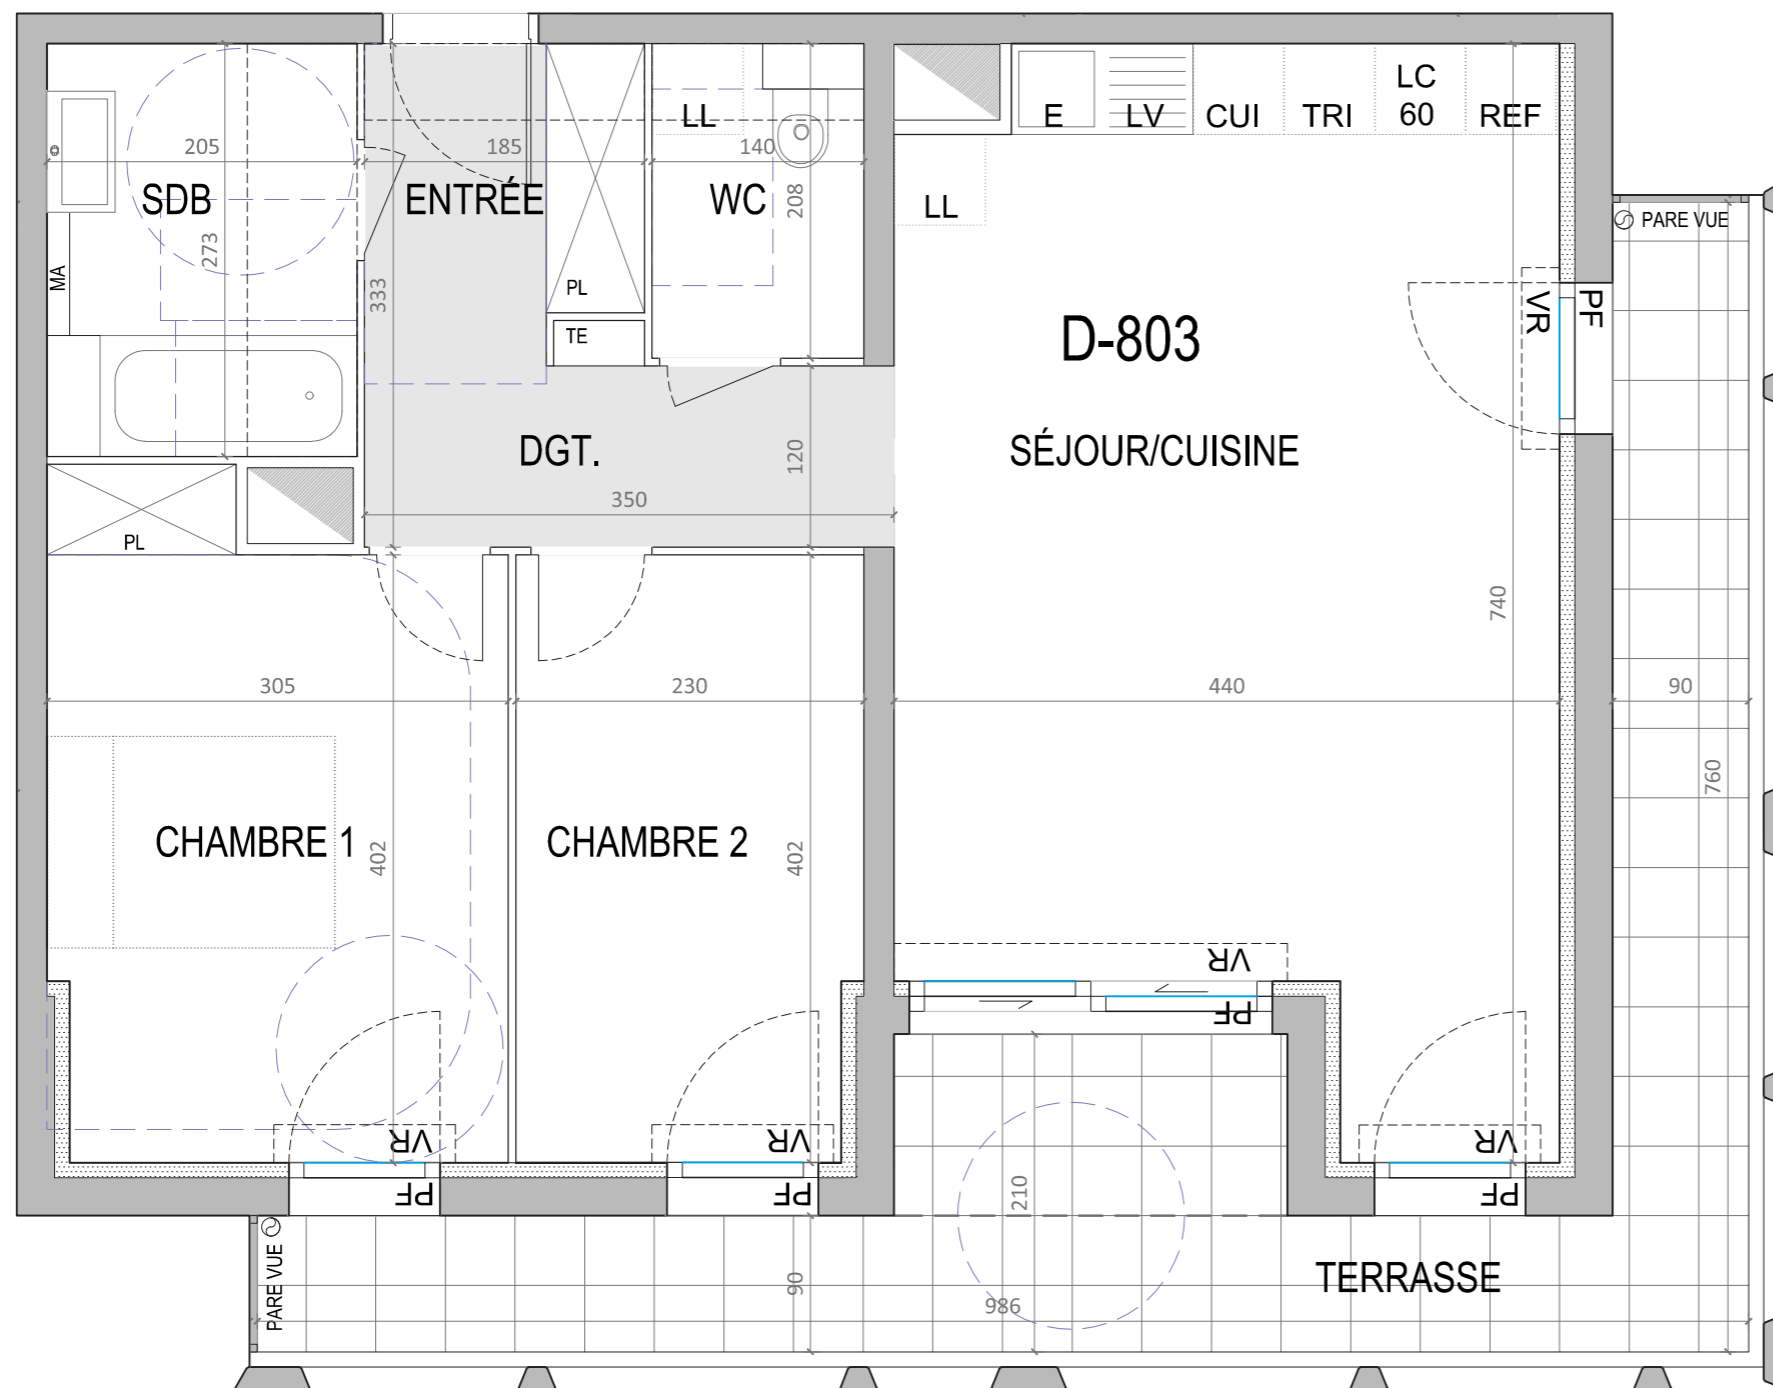 LL
E
LV
CUI
TRI
LC
60
REF
205
185
140
SDB
ENTRÉE
WC
208
LL
PARE VUE
273
MA
333
PL
TE
VR
PF
D-803
DGT.
120
SÉJOUR/CUISINE
350
PL
740
305
230
440
90
760
CHAMBRE 1
402
CHAMBRE 2
402
VR
PF
VR
VR
VR
PF
PF
PF
210
PARE VUE
90
986
TERRASSE